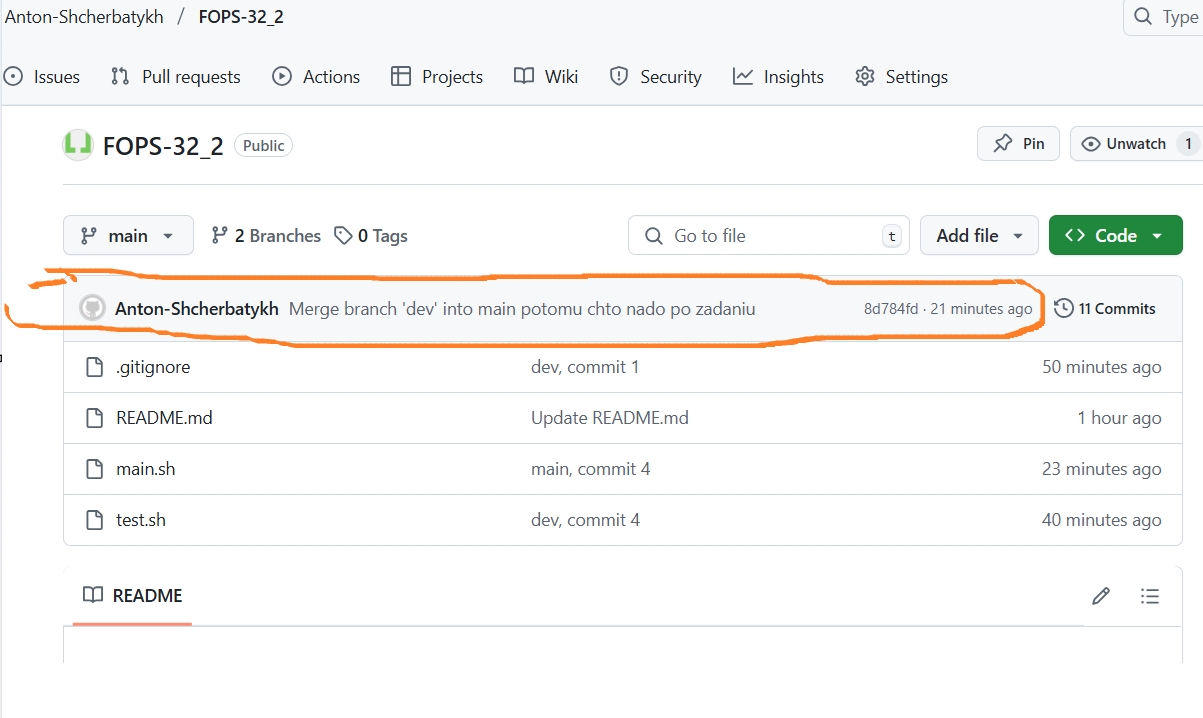 Anton-Shcherbatykh / FOPS-32_2 Type
Issues Pull requests Actions Projects Wiki Security Insights Settings
FOPS-32_2 Public Pin Unwatch 1
main 2 Branches 0 Tags Go to file t Add file Code
Anton-Shcherbatykh Merge branch 'dev' into main potomu chto nado po zadaniu 8d784fd · 21 minutes ago 11 Commits
.gitignore dev, commit 1 50 minutes ago
README.md Update README.md 1 hour ago
main.sh main, commit 4 23 minutes ago
test.sh dev, commit 4 40 minutes ago
README